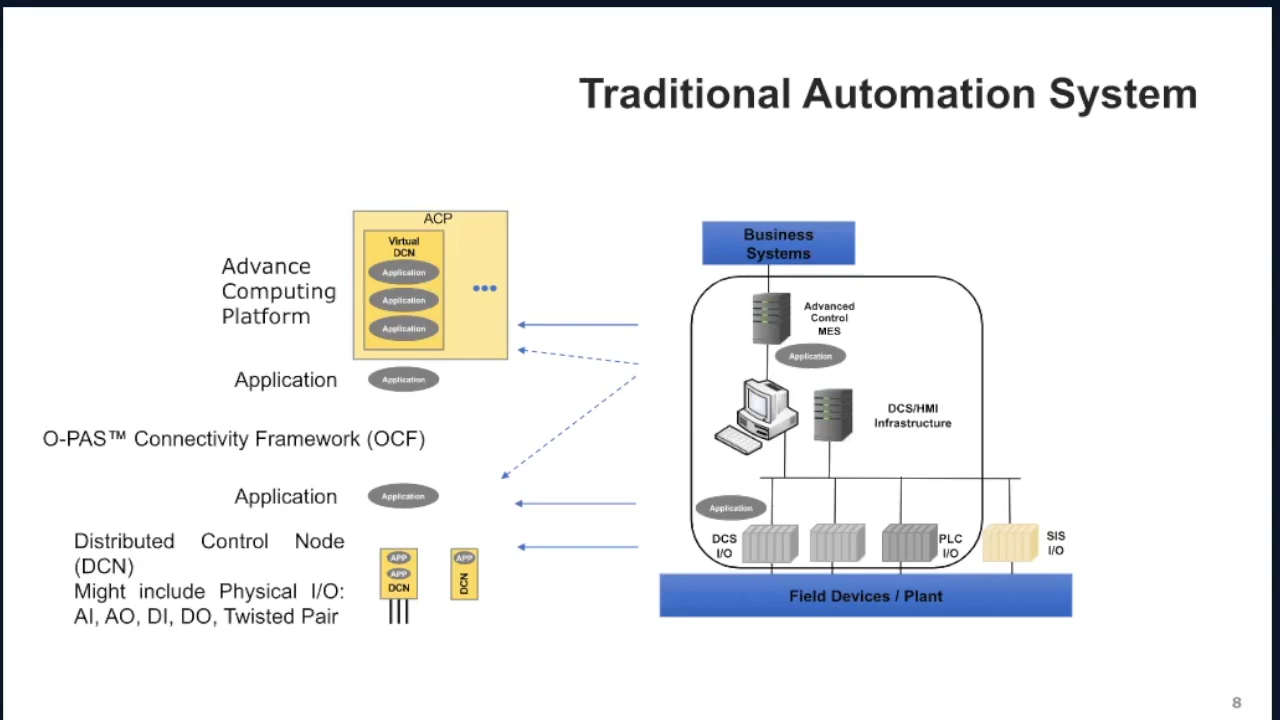 Traditional Automation System
ACP
Virtual
DCN
Application
Application
Application
Advance
Computing
Platform
Application
Application
O-PAS™ Connectivity Framework (OCF)
Application
Application
Distributed Control Node
(DCN)
Might include Physical I/O:
AI, AO, DI, DO, Twisted Pair
APP
APP
DCN
APP
DCN
Business
Systems
Advanced
Control
MES
Application
DCS/HMI
Infrastructure
Application
DCS
I/O
PLC
I/O
SIS
I/O
Field Devices / Plant
8